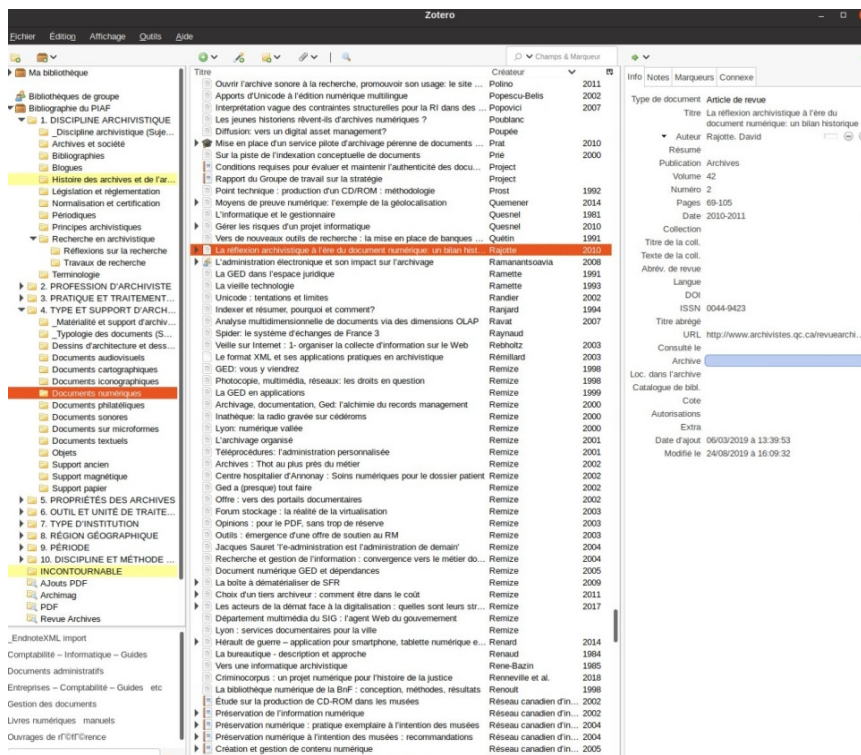 Zotero
Fichier Édition Affichage Outils Aide
Champs & Marqueur
Ma bibliothèque
Bibliothèques de groupe
Bibliographie du PIAF
1. DISCIPLINE ARCHIVISTIQUE
_Discipline archivistique (Suje...
Archives et société
Bibliographies
Blogues
Histoire des archives et de l'ar...
Législation et réglementation
Normalisation et certification
Périodiques
Principes archivistiques
Recherche en archivistique
Réflexions sur la recherche
Travaux de recherche
Terminologie
2. PROFESSION D'ARCHIVISTE
3. PRATIQUE ET TRAITEMENT...
4. TYPE ET SUPPORT D'ARCH...
_Matérialité et support d'archiv...
_Typologie des documents (S...
Dessins d'architecture et dess...
Documents audiovisuels
Documents cartographiques
Documents iconographiques
Documents numériques
Documents philatéliques
Documents sonores
Documents sur microformes
Documents textuels
Objets
Support ancien
Support magnétique
Support papier
5. PROPRIÉTÉS DES ARCHIVES
6. OUTIL ET UNITÉ DE TRAITE...
7. TYPE D'INSTITUTION
8. RÉGION GÉOGRAPHIQUE
9. PÉRIODE
10. DISCIPLINE ET MÉTHODE ...
INCONTOURNABLE
AJouts PDF
Archimag
PDF
Revue Archives
_EndnoteXML import
Comptabilité – Informatique – Guides
Documents administratifs
Entreprises – Comptabilité – Guides etc
Gestion des documents
Livres numériques manuels
Ouvrages de rГ©fГ©rence
Titre Créateur
Ouvrir l'archive sonore à la recherche, promouvoir son usage: le site ... Polino 2011
Apports d'Unicode à l'édition numérique multilingue Popescu-Belis 2002
Interprétation vague des contraintes structurelles pour la RI dans des ... Popovici 2007
Les jeunes historiens rêvent-ils d'archives numériques ? Poublanc
Diffusion: vers un digital asset management? Poupée
Mise en place d'un service pilote d'archivage pérenne de documents ... Prat 2010
Sur la piste de l'indexation conceptuelle de documents Prié 2000
Conditions requises pour évaluer et maintenir l'authenticité des docu... Project
Rapport du Groupe de travail sur la stratégie Project
Point technique : production d'un CD/ROM : méthodologie Prost 1992
Moyens de preuve numérique: l'exemple de la géolocalisation Quemener 2014
L'informatique et le gestionnaire Quesnel 1981
Gérer les risques d'un projet informatique Quesnel 2010
Vers de nouveaux outils de recherche : la mise en place de banques ... Quétin 1991
La réflexion archivistique à l'ère du document numérique: un bilan hist... Rajotte 2010
L'administration électronique et son impact sur l'archivage Ramanantsoavia 2008
La GED dans l'espace juridique Ramette 1991
La vieille technologie Ramette 1993
Unicode : tentations et limites Randier 2002
Indexer et résumer, pourquoi et comment? Ranjard 1994
Analyse multidimensionnelle de documents via des dimensions OLAP Ravat 2007
Spider: le système d'échanges de France 3 Raynaud
Veille sur Internet : 1- organiser la collecte d'information sur le Web Rebholtz 2003
Le format XML et ses applications pratiques en archivistique Rémillard 2003
GED: vous y viendrez Remize 1998
Photocopie, multimédia, réseaux: les droits en question Remize 1998
La GED en applications Remize 1999
Archivage, documentation, Ged: l'alchimie du records management Remize 2000
Inathèque: la radio gravée sur cédéroms Remize 2000
Lyon: numérique vallée Remize 2000
L'archivage organisé Remize 2001
Téléprocédures: l'administration personnalisée Remize 2001
Archives : Thot au plus près du métier Remize 2002
Centre hospitalier d'Annonay : Soins numériques pour le dossier patient Remize 2002
Ged a (presque) tout faire Remize 2002
Offre : vers des portails documentaires Remize 2002
Forum stockage : la réalité de la virtualisation Remize 2003
Opinions : pour le PDF, sans trop de réserve Remize 2003
Outils : émergence d'une offre de soutien au RM Remize 2003
Jacques Sauret 'l'e-administration est l'administration de demain' Remize 2004
Recherche et gestion de l'information : convergence vers le métier do... Remize 2004
Document numérique GED et dépendances Remize 2005
La boîte à dématérialiser de SFR Remize 2009
Choix d'un tiers archiveur : comment être dans le coût Remize 2011
Les acteurs de la démat face à la digitalisation : quelles sont leurs str... Remize 2017
Département multimédia du SIG : l'agent Web du gouvernement Remize
Lyon : services documentaires pour la ville Remize
Hérault de guerre – application pour smartphone, tablette numérique e... Renard 2014
La bureautique - description et approche Renaud 1984
Vers une informatique archivistique Rene-Bazin 1985
Criminocorpus : un projet numérique pour l'histoire de la justice Renneville et al. 2018
La bibliothèque numérique de la BnF : conception, méthodes, résultats Renoult 1998
Étude sur la production de CD-ROM dans les musées Réseau canadien d'in... 2002
Préservation de l'information numérique Réseau canadien d'in... 2002
Préservation numérique : pratique exemplaire à l'intention des musées Réseau canadien d'in... 2004
Préservation numérique à l'intention des musées : recommandations Réseau canadien d'in... 2004
Création et gestion de contenu numérique Réseau canadien d'in... 2005
Info Notes Marqueurs Connexe
Type de document Article de revue
Titre La réflexion archivistique à l'ère du
document numérique: un bilan historique
Auteur Rajotte, David
Résumé
Publication Archives
Volume 42
Numéro 2
Pages 69-105
Date 2010-2011
Collection
Titre de la coll.
Texte de la coll.
Abrév. de revue
Langue
DOI
ISSN 0044-9423
Titre abrégé
URL http://www.archivistes.qc.ca/revuearchi...
Consulté le
Archive
Loc. dans l'archive
Catalogue de bibl.
Cote
Autorisations
Extra
Date d'ajout 06/03/2019 à 13:39:53
Modifié le 24/08/2019 à 16:09:32